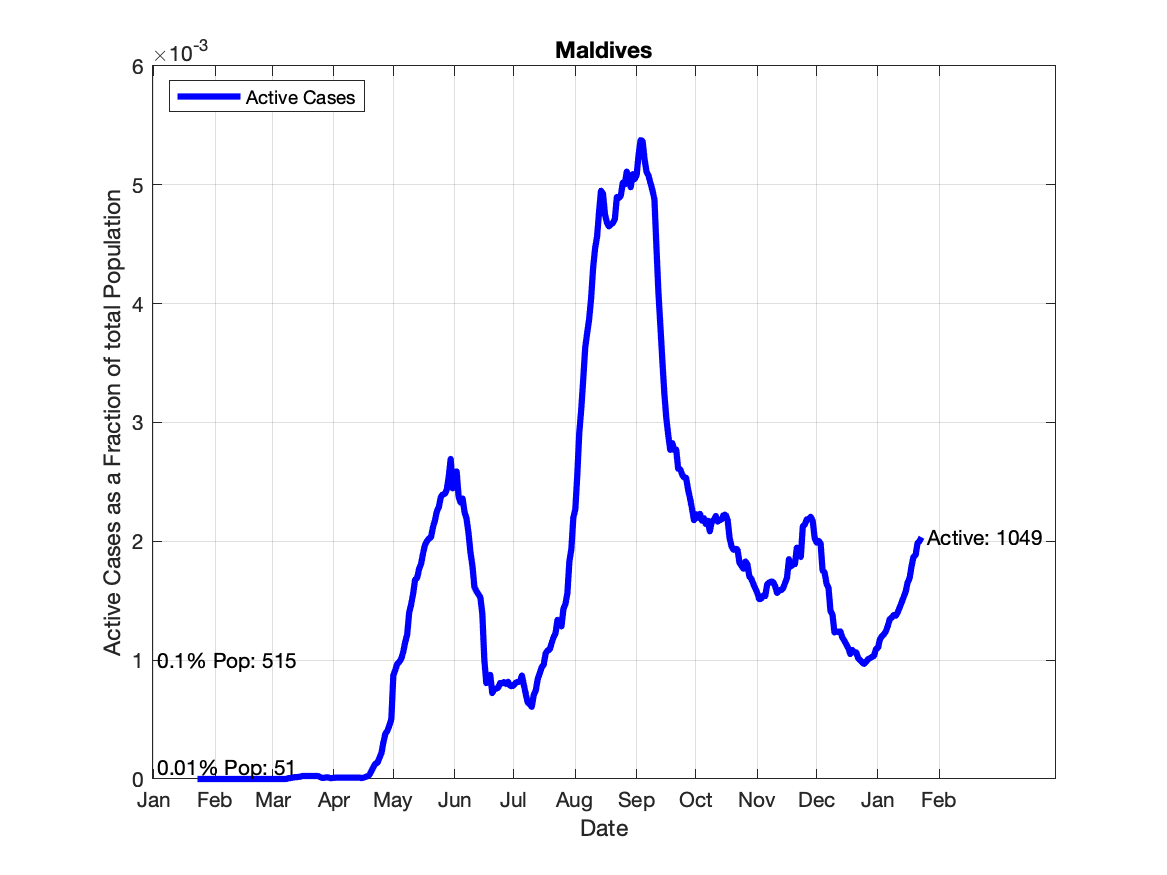 Maldives
×10-3
6
5
4
3
2
1
0
Active Cases
Active Cases as a Fraction of total Population
Active: 1049
0.1% Pop: 515
0.01% Pop: 51
Jan Feb Mar Apr May Jun Jul Aug Sep Oct Nov Dec Jan Feb
Date